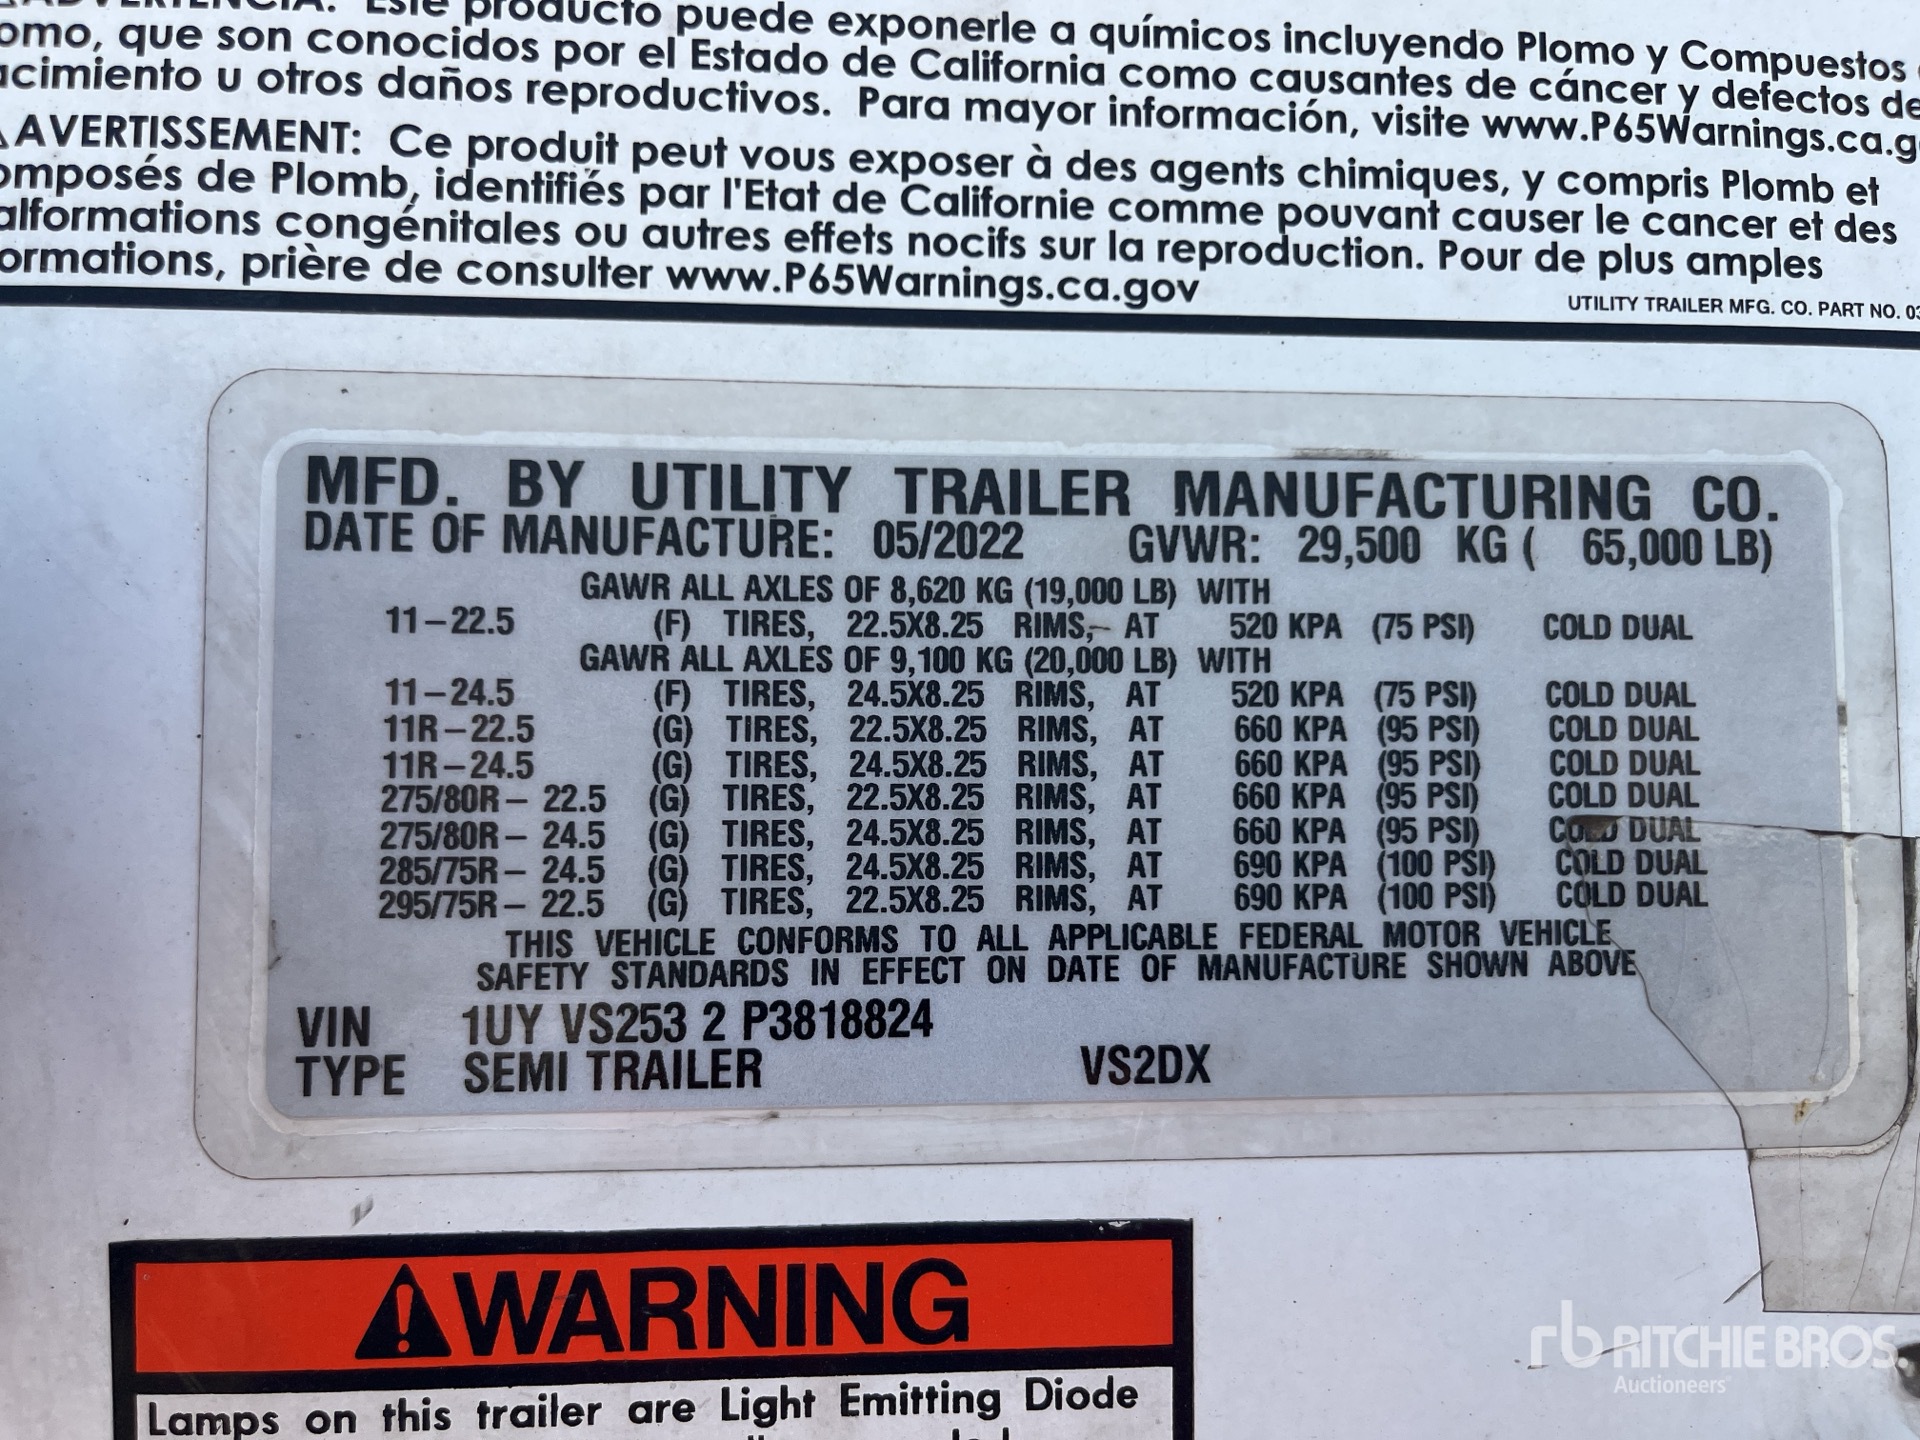 ADVERTENCIA: Este producto puede exponerle a químicos incluyendo Plomo y Compuestos
omo, que son conocidos por el Estado de California como causantes de cáncer y defectos de
acimiento u otros daños reproductivos. Para mayor información, visite www.P65Warnings.ca.g
AVERTISSEMENT: Ce produit peut vous exposer à des agents chimiques, y compris Plomb et
omposés de Plomb, identifiés par l'Etat de Californie comme pouvant causer le cancer et des
alformations congénitales ou autres effets nocifs sur la reproduction. Pour de plus amples
ormations, prière de consulter www.P65Warnings.ca.gov
UTILITY TRAILER MFG. CO. PART NO. 03
MFD. BY UTILITY TRAILER MANUFACTURING CO.
DATE OF MANUFACTURE: 05/2022 GVWR: 29,500 KG ( 65,000 LB)
GAWR ALL AXLES OF 8,620 KG (19,000 LB) WITH
11-22.5 (F) TIRES, 22.5X8.25 RIMS, AT 520 KPA (75 PSI) COLD DUAL
GAWR ALL AXLES OF 9,100 KG (20,000 LB) WITH
11-24.5 (F) TIRES, 24.5X8.25 RIMS, AT 520 KPA (75 PSI) COLD DUAL
11R-22.5 (G) TIRES, 22.5X8.25 RIMS, AT 660 KPA (95 PSI) COLD DUAL
11R-24.5 (G) TIRES, 24.5X8.25 RIMS, AT 660 KPA (95 PSI) COLD DUAL
275/80R- 22.5 (G) TIRES, 22.5X8.25 RIMS, AT 660 KPA (95 PSI) COLD DUAL
275/80R- 24.5 (G) TIRES, 24.5X8.25 RIMS, AT 660 KPA (95 PSI) COLD DUAL
285/75R- 24.5 (G) TIRES, 24.5X8.25 RIMS, AT 690 KPA (100 PSI) COLD DUAL
295/75R- 22.5 (G) TIRES, 22.5X8.25 RIMS, AT 690 KPA (100 PSI) COLD DUAL
THIS VEHICLE CONFORMS TO ALL APPLICABLE FEDERAL MOTOR VEHICLE
SAFETY STANDARDS IN EFFECT ON DATE OF MANUFACTURE SHOWN ABOVE
VIN 1UY VS253 2 P3818824
TYPE SEMI TRAILER VS2DX
WARNING
Lamps on this trailer are Light Emitting Diode
rb RITCHIE BROS.
Auctioneers